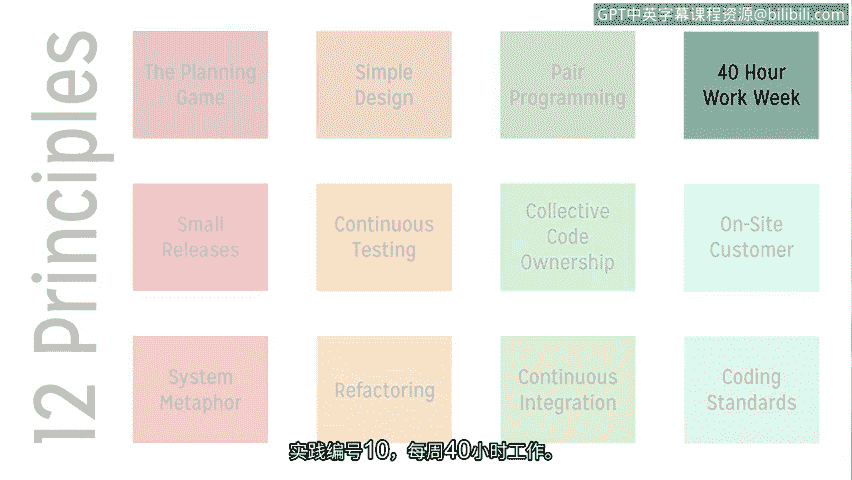 GPT中英字幕课程资源@bilibili.com
12 Principles
The Planning
Game
Simple
Design
Pair
Programming
40 Hour
Work Week
Small
Releases
Continuous
Testing
Collective
Code
Ownership
On-Site
Customer
System
Metaphor
Refactoring
Continuous
Integration
Coding
Standards
实践编号10，每周40小时工作。